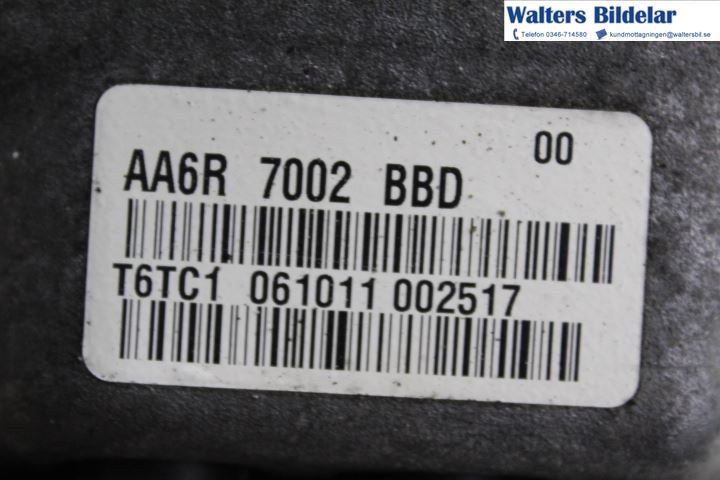 Walters Bildelar
Telefon 0346-714580 kundmottagningen@waltersbil.se
00
AA6R 7002 BBD
T6TC1 061011 002517